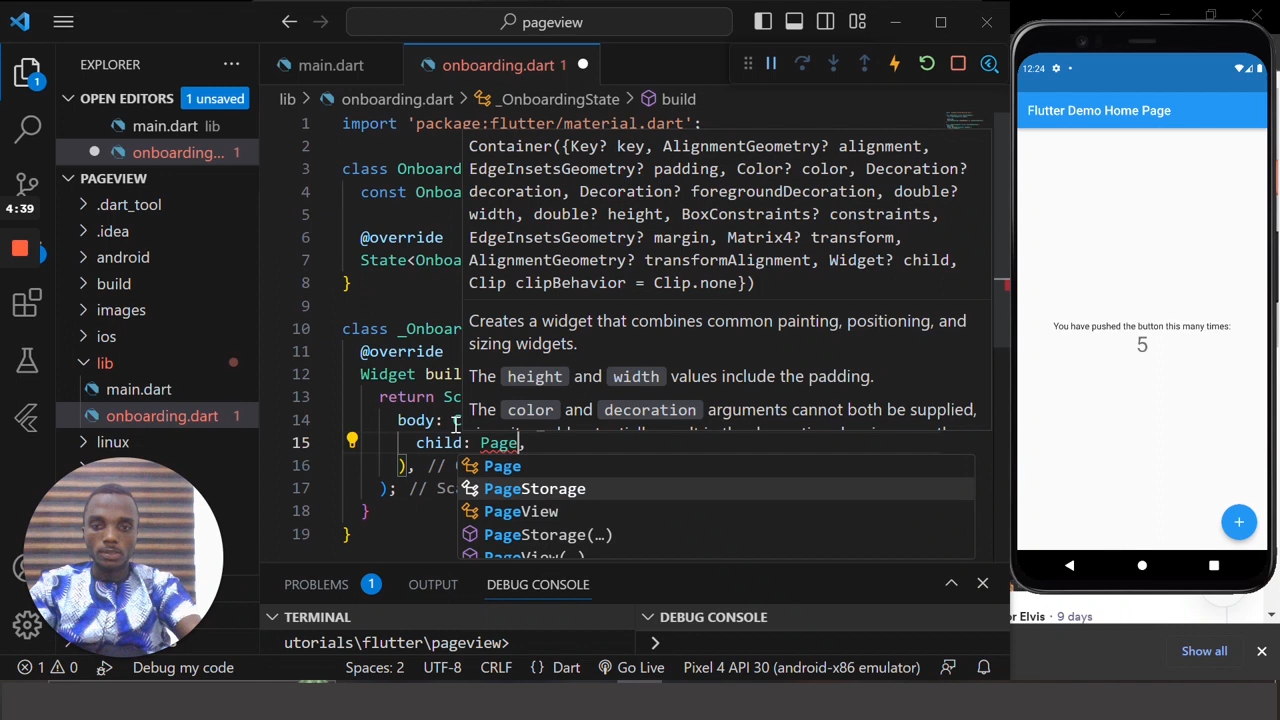 pageview
EXPLORER
OPEN EDITORS
1 unsaved
main.dart lib
onboarding... 1
PAGEVIEW
.dart_tool
.idea
android
build
images
ios
lib
main.dart
onboarding.dart 1
linux
1
4:39
main.dart
onboarding.dart 1
lib > onboarding.dart > _OnboardingState > build
1 import 'package:flutter/material.dart';
2
3 class Onboard
4 const Onboa
5
6 @override
7 State<Onboa
8 }
9
10 class _Onboar
11 @override
12 Widget buil
13 return Sc
14 body: C
15 child: Page,
16 ), // C
17 ); // Sca
18 }
19 }
Container({Key? key, AlignmentGeometry? alignment,
EdgeInsetsGeometry? padding, Color? color, Decoration?
decoration, Decoration? foregroundDecoration, double?
width, double? height, BoxConstraints? constraints,
EdgeInsetsGeometry? margin, Matrix4? transform,
AlignmentGeometry? transformAlignment, Widget? child,
Clip clipBehavior = Clip.none})
Creates a widget that combines common painting, positioning, and
sizing widgets.
The height and width values include the padding.
The color and decoration arguments cannot both be supplied,
Page
PageStorage
PageView
PageStorage(…)
PageView(…)
PROBLEMS 1 OUTPUT DEBUG CONSOLE
TERMINAL
utorials\flutter\pageview>
DEBUG CONSOLE
>
1 0 Debug my code
Spaces: 2 UTF-8 CRLF {} Dart Go Live Pixel 4 API 30 (android-x86 emulator)
12:24
Flutter Demo Home Page
You have pushed the button this many times:
5
+
or Elvis · 9 days
Show all